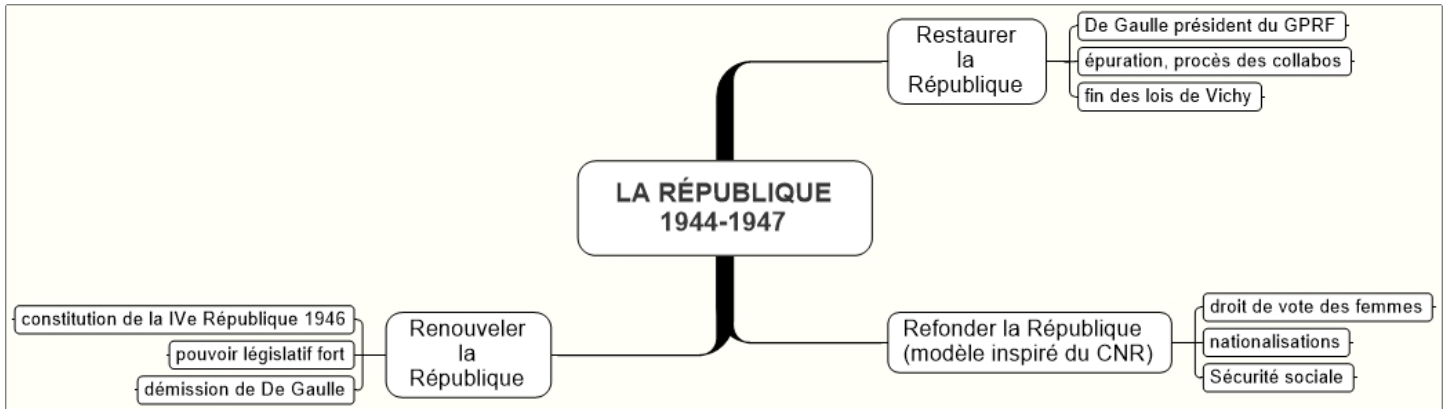 LA RÉPUBLIQUE
1944-1947
Restaurer
la
République
De Gaulle président du GPRF
épuration, procès des collabos
fin des lois de Vichy
Refonder la République
(modèle inspiré du CNR)
droit de vote des femmes
nationalisations
Sécurité sociale
Renouveler
la
République
constitution de la IVe République 1946
pouvoir législatif fort
démission de De Gaulle